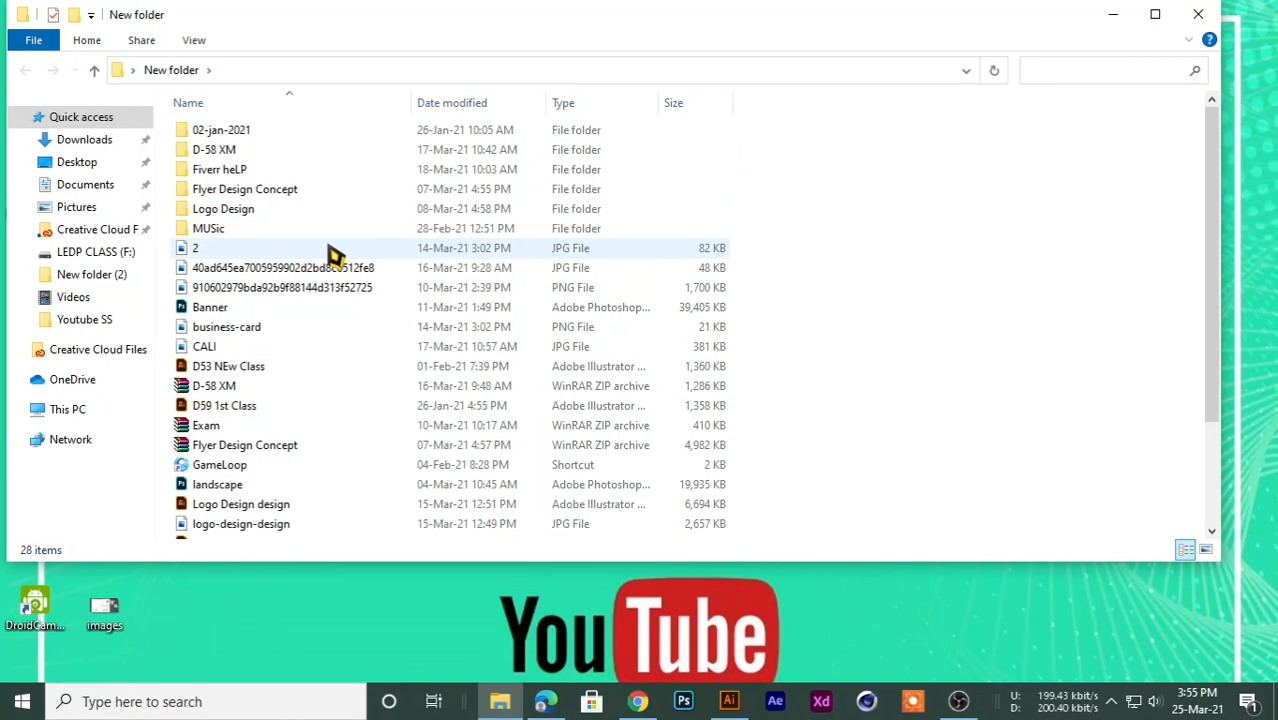 New folder
File Home Share View
New folder
Name Date modified Type Size
Quick access
Downloads
Desktop
Documents
Pictures
Creative Cloud F
LEDP CLASS (F:)
New folder (2)
Videos
Youtube SS
Creative Cloud Files
OneDrive
This PC
Network
02-jan-2021 26-Jan-21 10:05 AM File folder
D-58 XM 17-Mar-21 10:42 AM File folder
Fiverr heLP 18-Mar-21 10:03 AM File folder
Flyer Design Concept 07-Mar-21 4:55 PM File folder
Logo Design 08-Mar-21 4:58 PM File folder
MUSic 28-Feb-21 12:51 PM File folder
2 14-Mar-21 3:02 PM JPG File 82 KB
16-Mar-21 9:28 AM JPG File 48 KB
910602979bda92b9f88144d313f52725 10-Mar-21 2:39 PM PNG File 1,700 KB
Banner 11-Mar-21 1:49 PM Adobe Photoshop... 39,405 KB
business-card 14-Mar-21 3:02 PM PNG File 21 KB
CALI 17-Mar-21 10:57 AM JPG File 381 KB
D53 NEw Class 01-Feb-21 7:39 PM Adobe Illustrator ... 1,360 KB
D-58 XM 16-Mar-21 9:48 AM WinRAR ZIP archive 1,286 KB
D59 1st Class 26-Jan-21 4:55 PM Adobe Illustrator ... 1,358 KB
Exam 10-Mar-21 10:17 AM WinRAR ZIP archive 410 KB
Flyer Design Concept 07-Mar-21 4:57 PM WinRAR ZIP archive 4,982 KB
GameLoop 04-Feb-21 8:28 PM Shortcut 2 KB
landscape 04-Mar-21 10:45 AM Adobe Photoshop... 19,935 KB
Logo Design design 15-Mar-21 12:51 PM Adobe Illustrator ... 6,694 KB
logo-design-design 15-Mar-21 12:49 PM JPG File 2,657 KB
28 items
DroidCam... images
YouTube
Type here to search
Ps Ai Ae Xd
U: 199.43 kbit/s
D: 200.40 kbit/s
3:55 PM
25-Mar-21
1